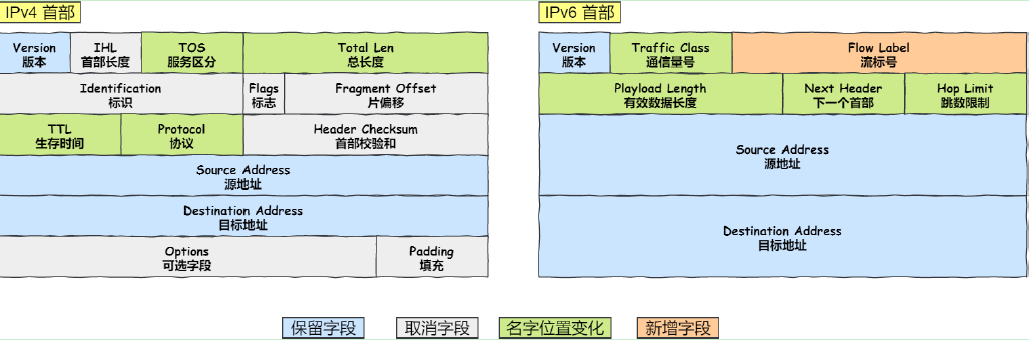 IPv4 首部
IPv6 首部
Version
版本
IHL
首部长度
TOS
服务区分
Total Len
总长度
Identification
标识
Flags
标志
Fragment Offset
片偏移
TTL
生存时间
Protocol
协议
Header Checksum
首部校验和
Source Address
源地址
Destination Address
目标地址
Options
可选字段
Padding
填充
Version
版本
Traffic Class
通信量号
Flow Label
流标号
Playload Length
有效数据长度
Next Header
下一个首部
Hop Limit
跳数限制
Source Address
源地址
Destination Address
目标地址
保留字段
取消字段
名字位置变化
新增字段